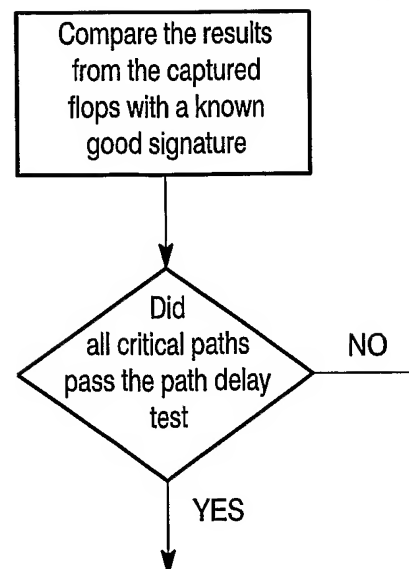 Compare the results
from the captured
flops with a known
good signature
Did
all critical paths
pass the path delay
test
NO
YES